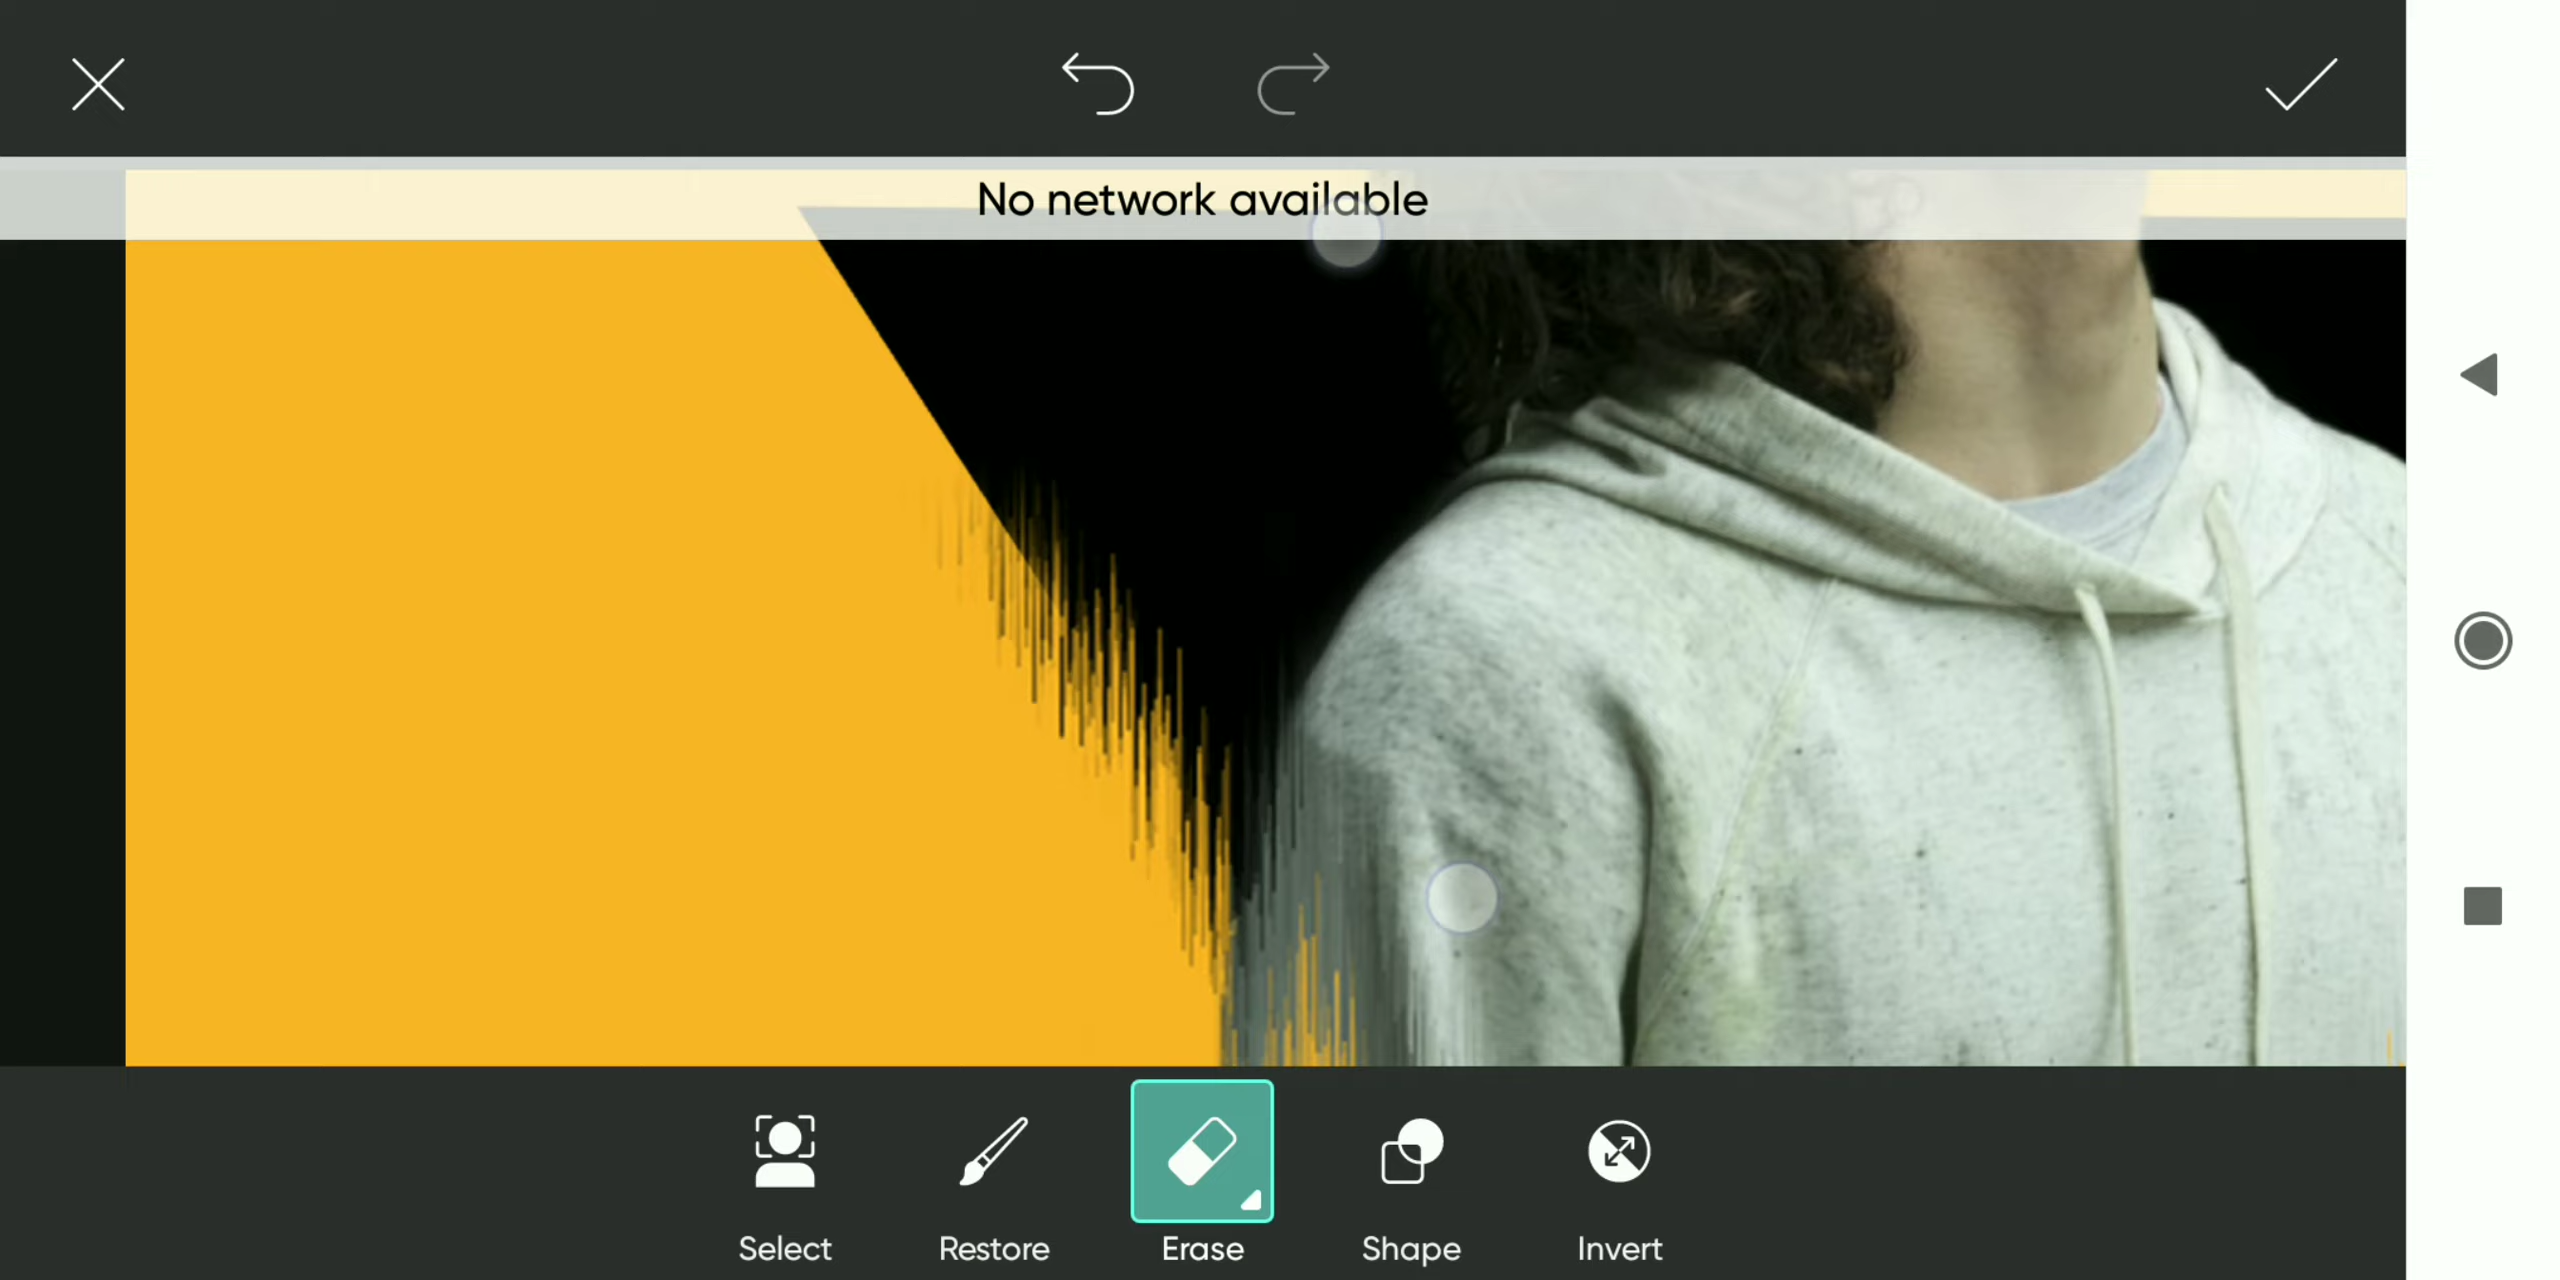 No network available
Select
Restore
Erase
Shape
Invert